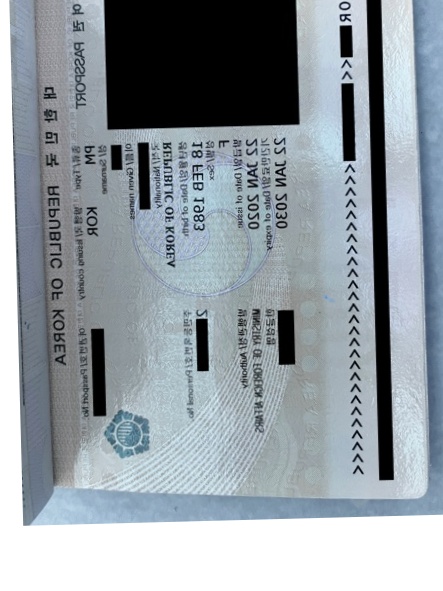 대한민국 REPUBLIC OF KOREA
여권 PASSPORT
종류/Type 발행국/Issuing country 여권번호/Passport No.
PM KOR
성/Surname
이름/Given names
국적/Nationality
REPUBLIC OF KOREA
생년월일/Date of birth 주민등록번호/Personal No.
18 FEB 1983 2
성별/Sex
F
발급일/Date of issue 발행관청/Authority
22 JAN 2020 MINISTRY OF FOREIGN AFFAIRS
기간만료일/Date of expiry
22 JAN 2030
OR << <<<<<<<<<<<<<<<<<<<<<<<<